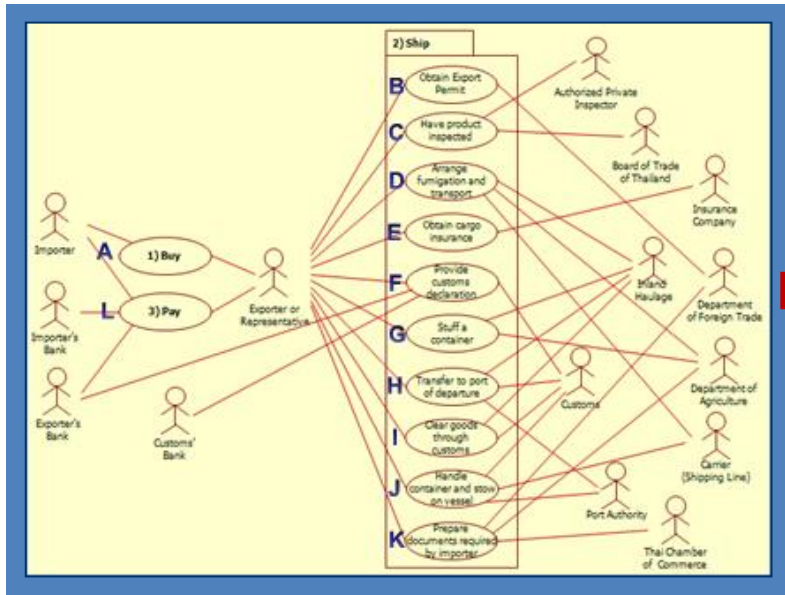 2) Ship
B
Obtain Export
Permit
Authorized Private
Inspector
C
Have product
inspected
Board of Trade
of Thailand
D
Arrange
fumigation and
transport
Insurance
Company
Importer
A
1) Buy
E
Obtain cargo
insurance
F
Provide
customs
declaration
Inland
Haulage
Department
of Foreign Trade
L
3) Pay
Exporter or
Representative
Importer's
Bank
G
Stuff a
container
H
Transfer to port
of departure
Customs
Department of
Agriculture
Exporter's
Bank
Customs'
Bank
I
Clear goods
through
customs
Carrier
(Shipping Line)
J
Handle
container and stow
on vessel
Port Authority
K
Prepare
documents required
by importer
Thai Chamber
of Commerce